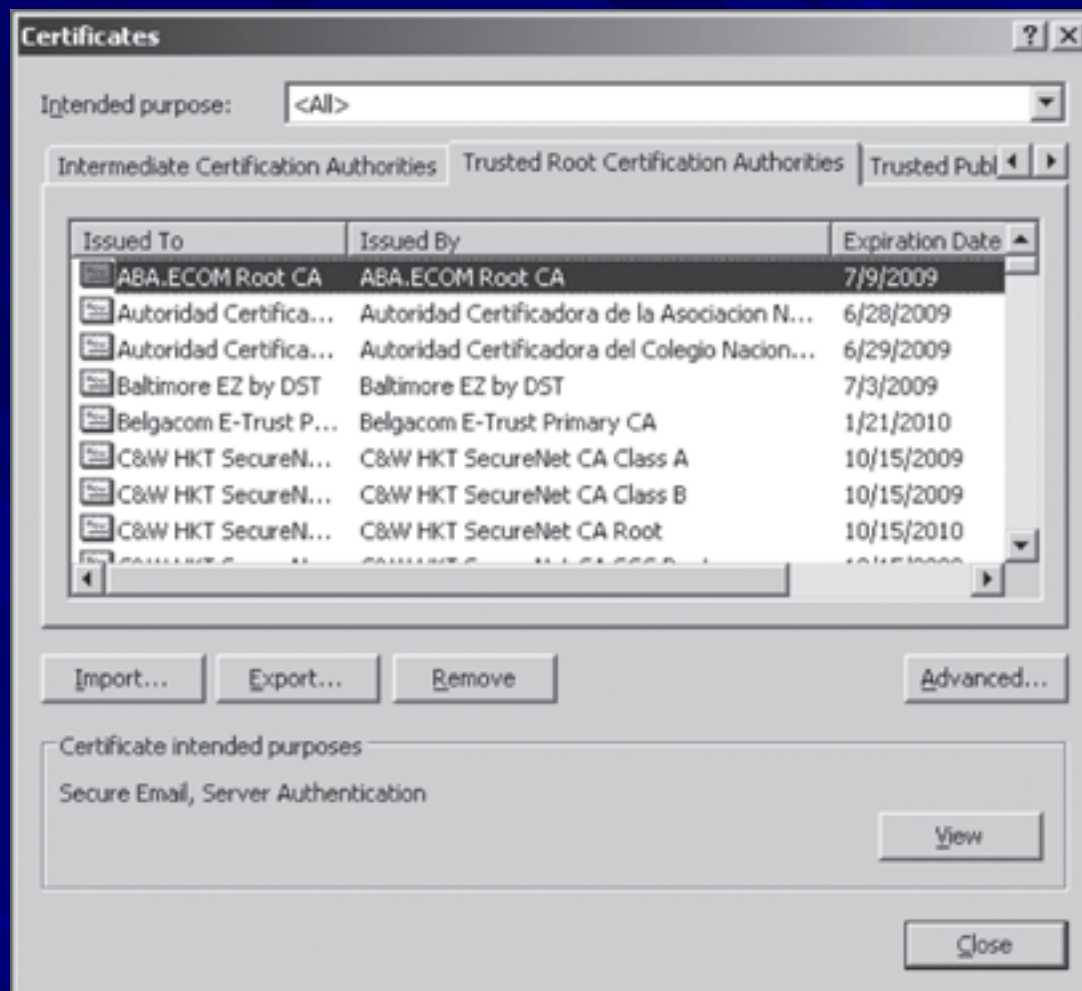 Certificates
Intended purpose: <All>
Intermediate Certification Authorities Trusted Root Certification Authorities Trusted Publ
Issued To Issued By Expiration Date
ABA.ECOM Root CA ABA.ECOM Root CA 7/9/2009
Autoridad Certifica... Autoridad Certificadora de la Asociacion N... 6/28/2009
Autoridad Certifica... Autoridad Certificadora del Colegio Nacion... 6/29/2009
Baltimore EZ by DST Baltimore EZ by DST 7/3/2009
Belgacom E-Trust P... Belgacom E-Trust Primary CA 1/21/2010
C&W HKT SecureN... C&W HKT SecureNet CA Class A 10/15/2009
C&W HKT SecureN... C&W HKT SecureNet CA Class B 10/15/2009
C&W HKT SecureN... C&W HKT SecureNet CA Root 10/15/2010
Import... Export... Remove Advanced...
Certificate intended purposes
Secure Email, Server Authentication
View
Close